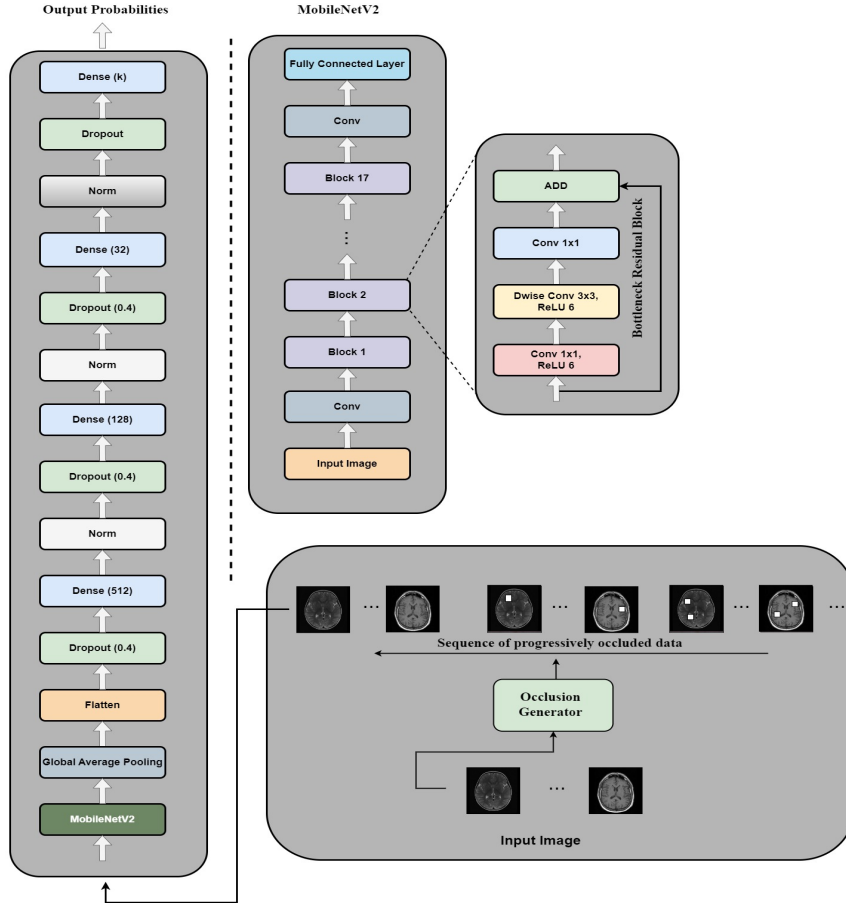 Output Probabilities
Dense (k)
Dropout
Norm
Dense (32)
Dropout (0.4)
Norm
Dense (128)
Dropout (0.4)
Norm
Dense (512)
Dropout (0.4)
Flatten
Global Average Pooling
MobileNetV2
MobileNetV2
Fully Connected Layer
Conv
Block 17
...
Block 2
Block 1
Conv
Input Image
ADD
Conv 1x1
Dwise Conv 3x3,
ReLU 6
Conv 1x1,
ReLU 6
Bottleneck Residual Block
... ... ... ...
Sequence of progressively occluded data
Occlusion
Generator
...
Input Image